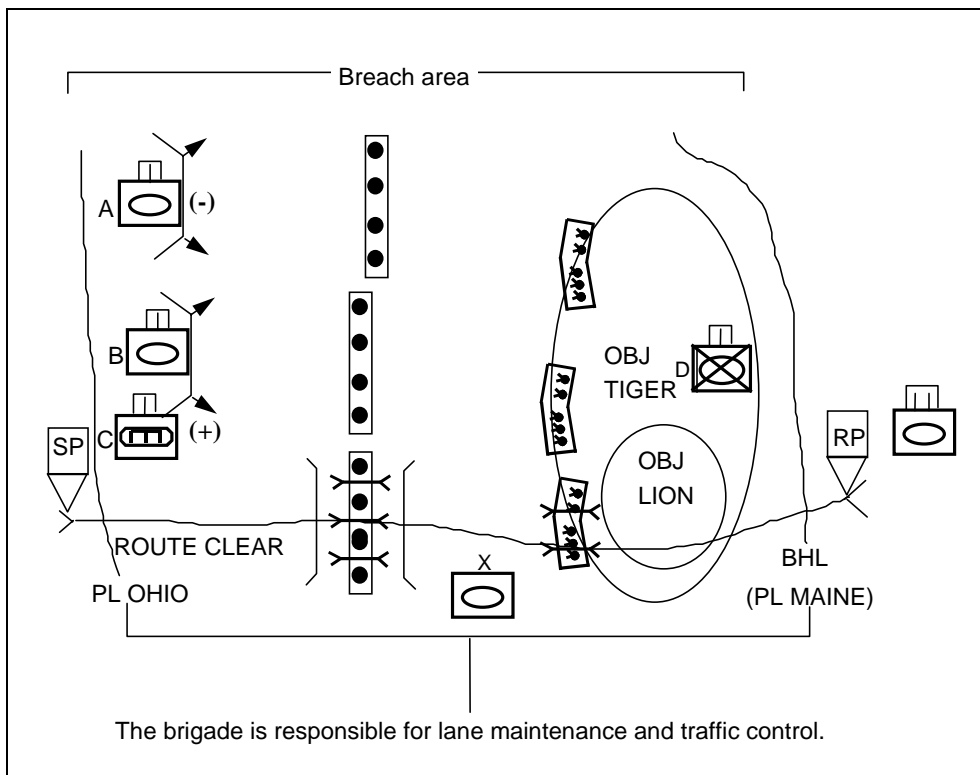 Breach area
A
(-)
B
C
(+)
SP
OBJ
TIGER
D
RP
OBJ
LION
ROUTE CLEAR
X
BHL
PL OHIO
(PL MAINE)
The brigade is responsible for lane maintenance and traffic control.